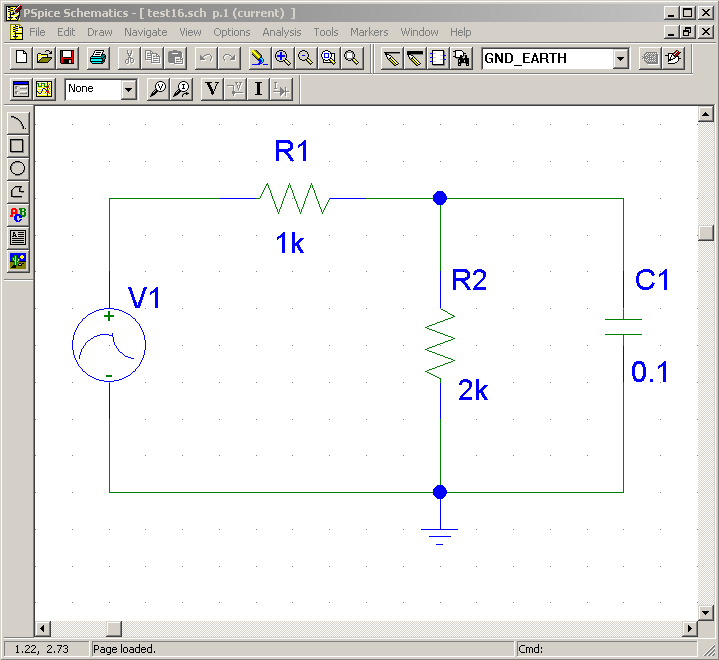 PSpice Schematics - [ test16.sch p.1 (current) ]
File Edit Draw Navigate View Options Analysis Tools Markers Window Help
GND_EARTH
None
V I
ABC
R1
1k
V1
+
-
R2
2k
C1
0.1
1.22, 2.73 Page loaded. Cmd: